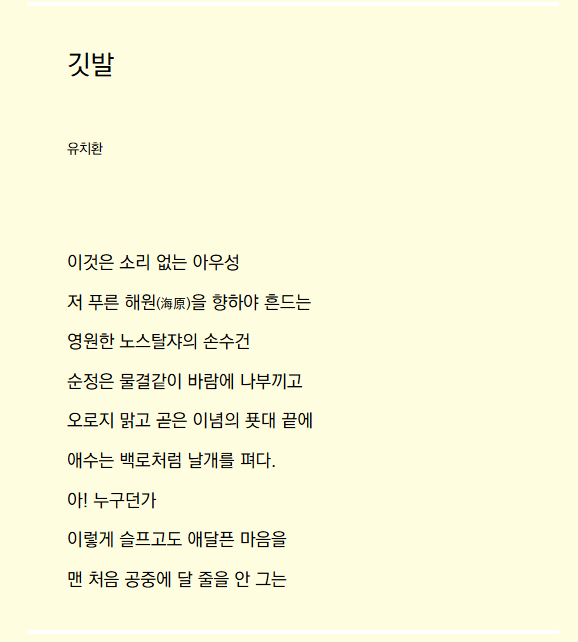 깃발
유치환
이것은 소리 없는 아우성
저 푸른 해원(海原)을 향하야 흔드는
영원한 노스탈쟈의 손수건
순정은 물결같이 바람에 나부끼고
오로지 맑고 곧은 이념의 푯대 끝에
애수는 백로처럼 날개를 펴다.
아! 누구던가
이렇게 슬프고도 애달픈 마음을
맨 처음 공중에 달 줄을 안 그는